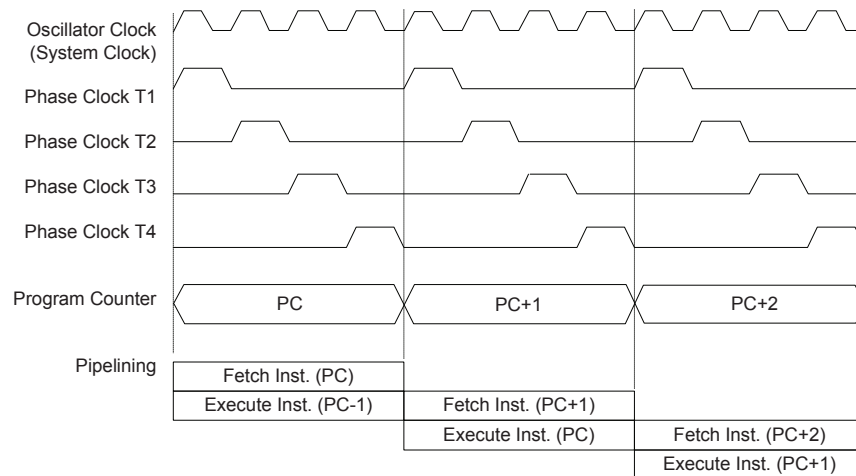 Oscillator Clock
(System Clock)
Phase Clock T1
Phase Clock T2
Phase Clock T3
Phase Clock T4
Program Counter
PC
PC+1
PC+2
Pipelining
Fetch Inst. (PC)
Execute Inst. (PC-1)
Fetch Inst. (PC+1)
Execute Inst. (PC)
Fetch Inst. (PC+2)
Execute Inst. (PC+1)